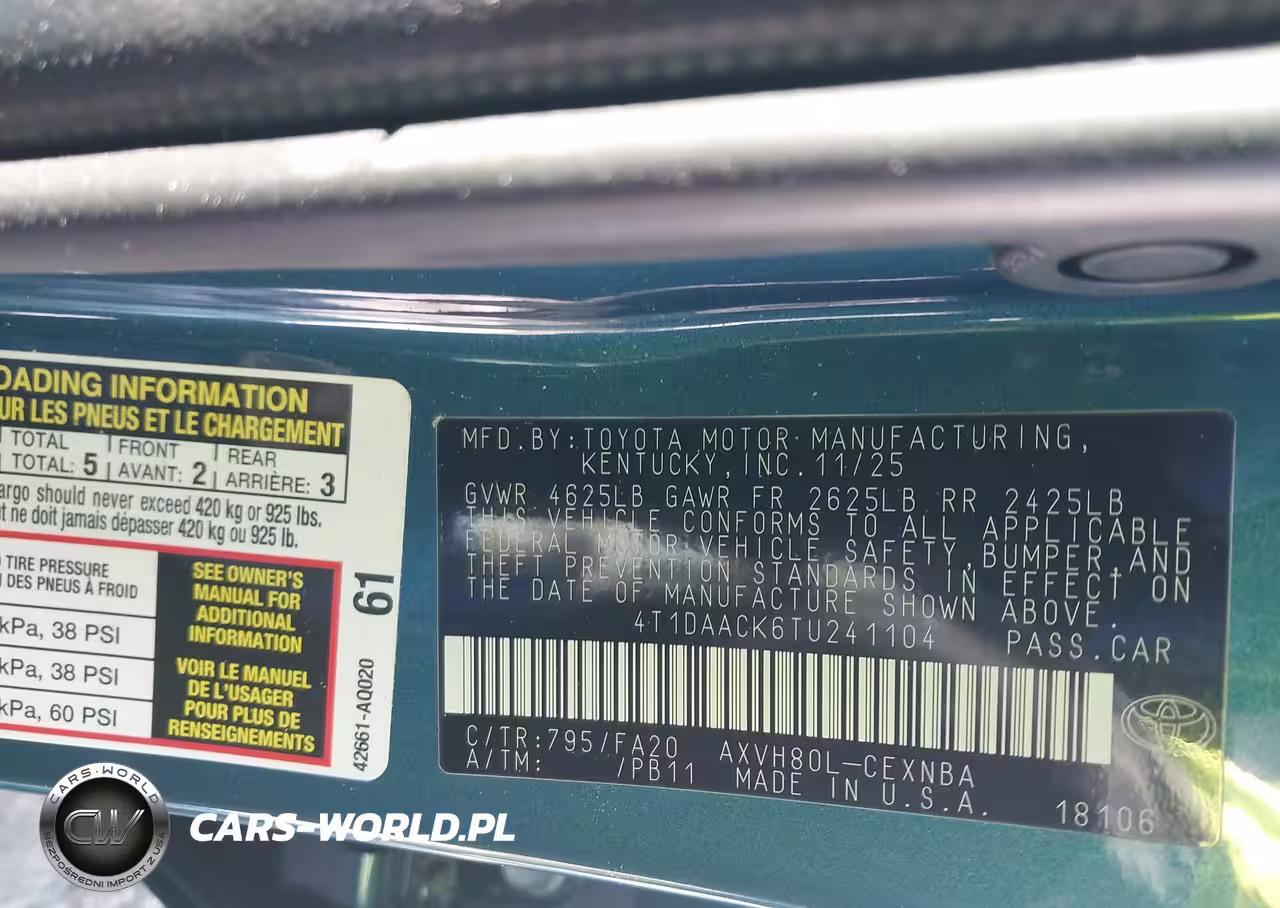 OADING INFORMATION
UR LES PNEUS ET LE CHARGEMENT
TOTAL FRONT REAR
TOTAL: 5 AVANT: 2 ARRIÈRE: 3
argo should never exceed 420 kg or 925 lbs.
t ne doit jamais dépasser 420 kg ou 925 lb.
TIRE PRESSURE
DES PNEUS À FROID
kPa, 38 PSI
kPa, 38 PSI
kPa, 60 PSI
SEE OWNER'S
MANUAL FOR
ADDITIONAL
INFORMATION
VOIR LE MANUEL
DE L'USAGER
POUR PLUS DE
RENSEIGNEMENTS
61
42661-AQ020
MFD.BY:TOYOTA MOTOR MANUFACTURING,
KENTUCKY,INC.11/25
GVWR 4625LB GAWR FR 2625LB RR 2425LB
THIS VEHICLE CONFORMS TO ALL APPLICABLE
FEDERAL MOTOR VEHICLE SAFETY,BUMPER,AND
THEFT PREVENTION STANDARDS IN EFFECT ON
THE DATE OF MANUFACTURE SHOWN ABOVE.
4T1DAACK6TU241104 PASS.CAR
C/TR:795/FA20 AXVH80L-CEXNBA
A/TM: /PB11 MADE IN U.S.A.
18106
CARS-WORLD
CW
BEZPOŚREDNI IMPORT Z USA
CARS-WORLD.PL